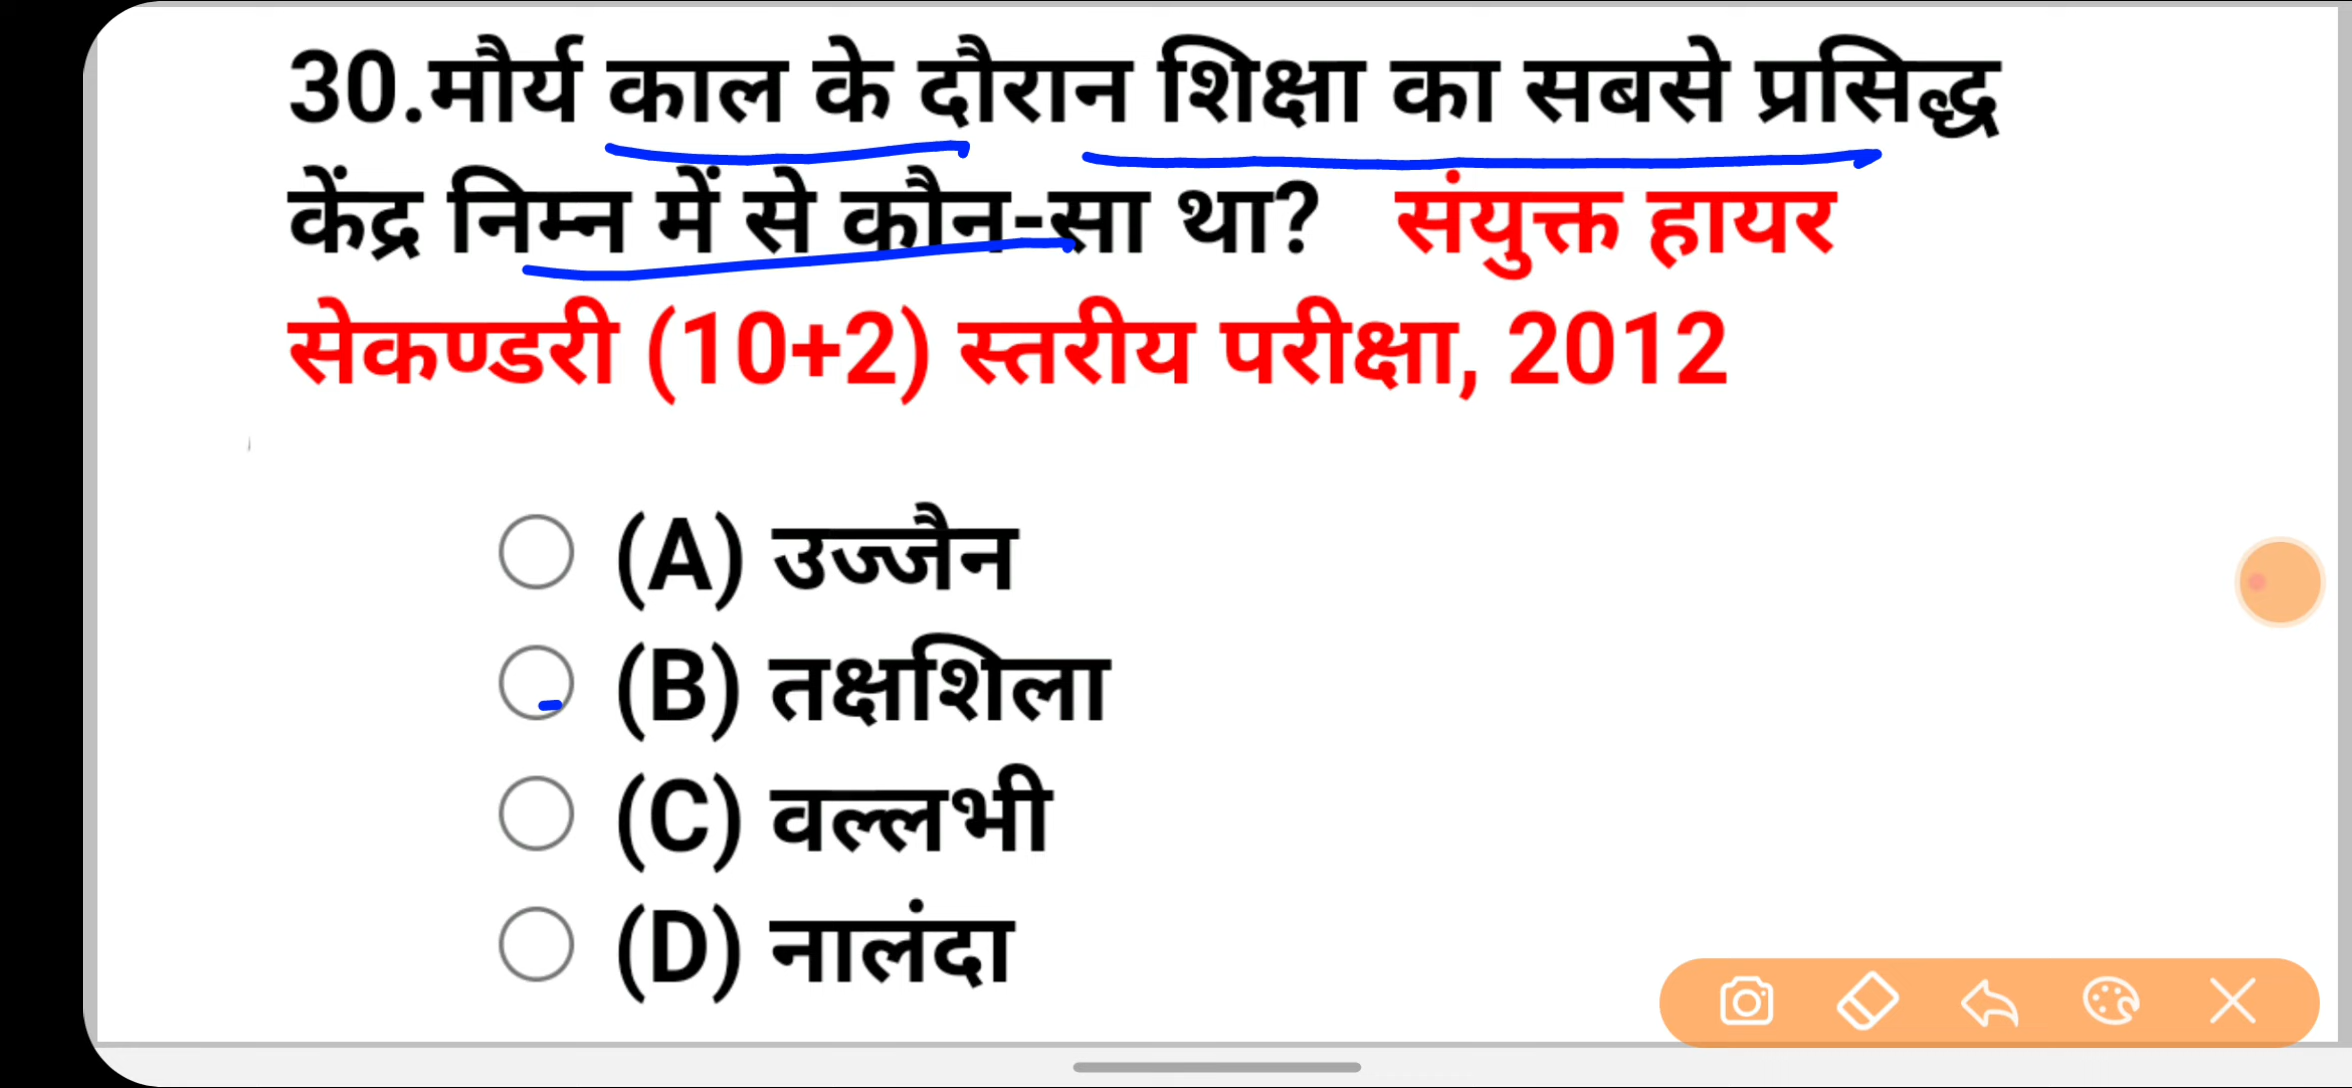 30.मौर्य काल के दौरान शिक्षा का सबसे प्रसिद्ध
केंद्र निम्न में से कौन-सा था? संयुक्त हायर
सेकण्डरी (10+2) स्तरीय परीक्षा, 2012
(A) उज्जैन
(B) तक्षशिला
(C) वल्लभी
(D) नालंदा